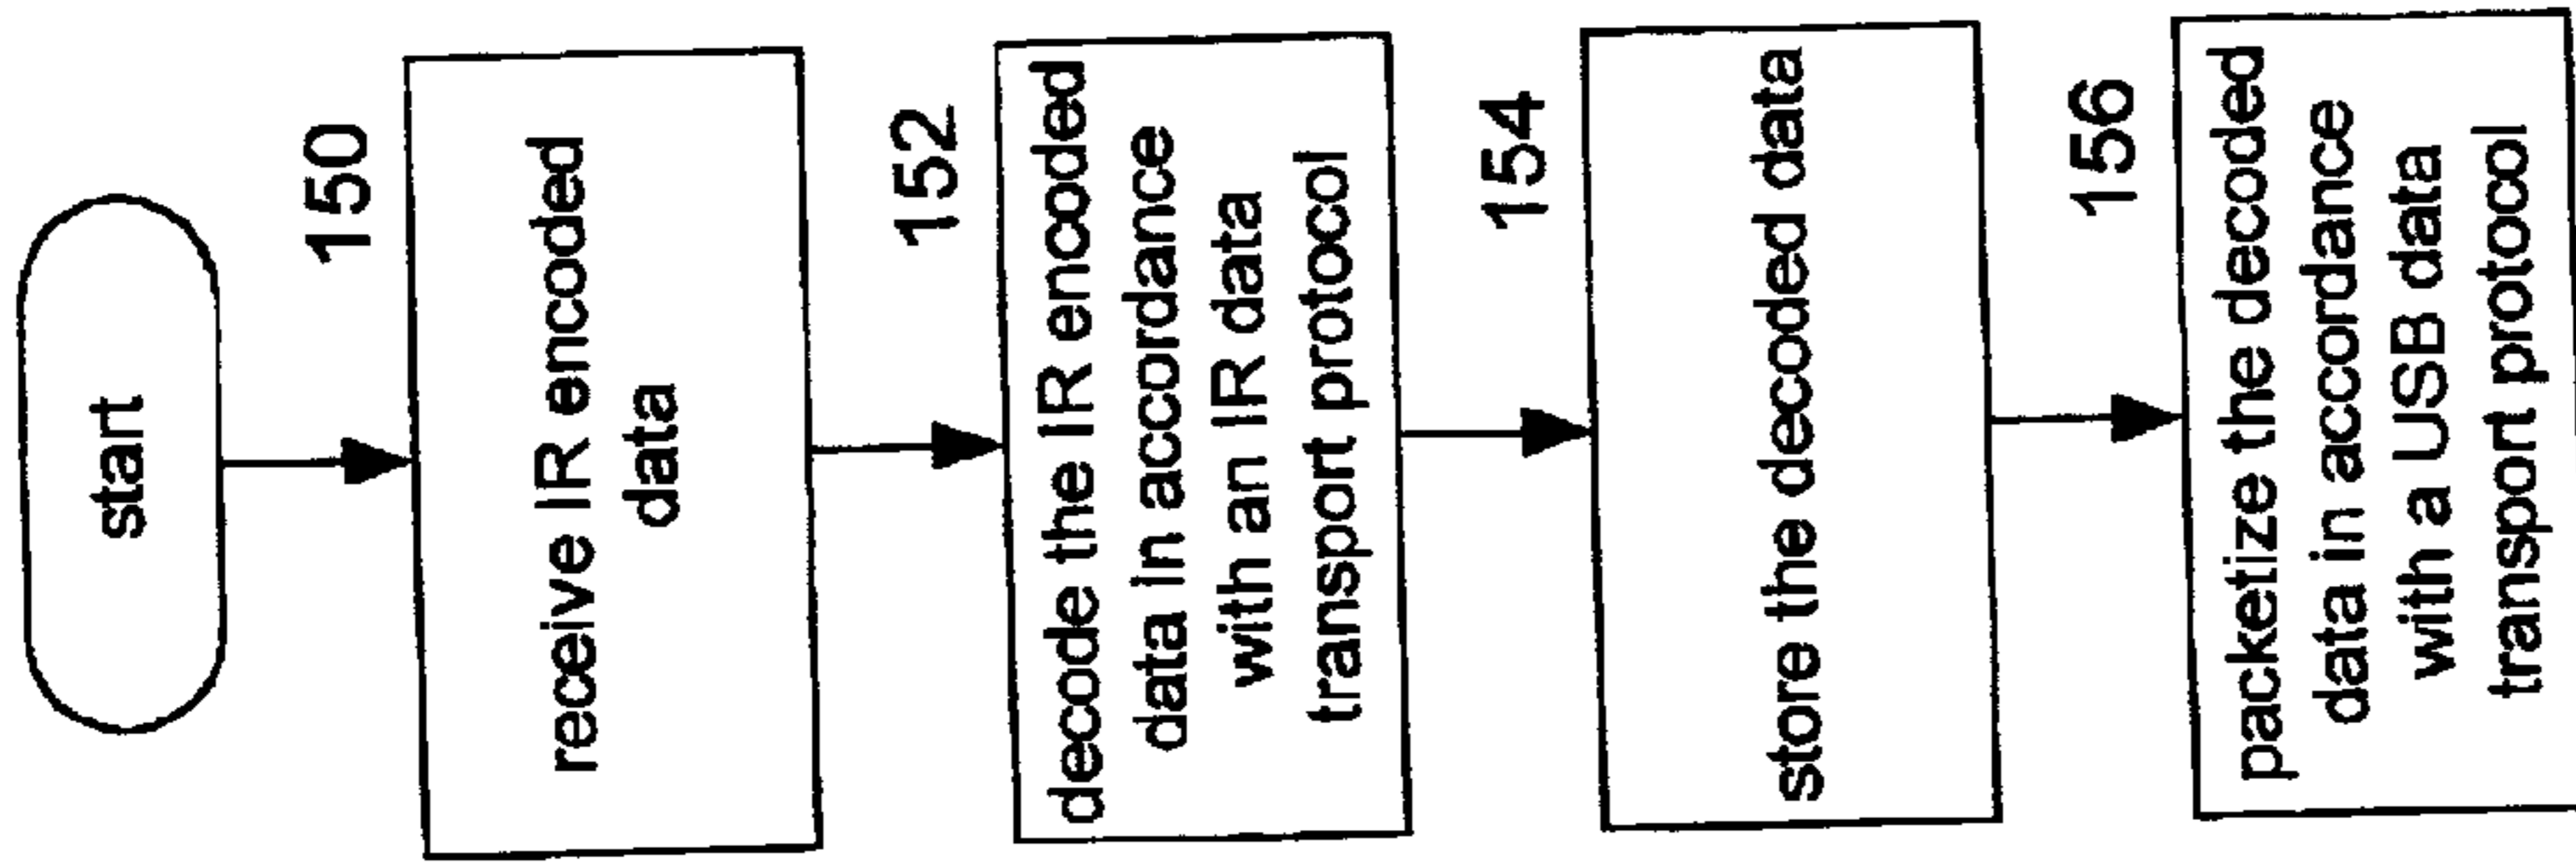 start
150
receive IR encoded
data
152
decode the IR encoded
data in accordance
with an IR data
transport protocol
154
store the decoded data
156
packetize the decoded
data in accordance
with a USB data
transport protocol